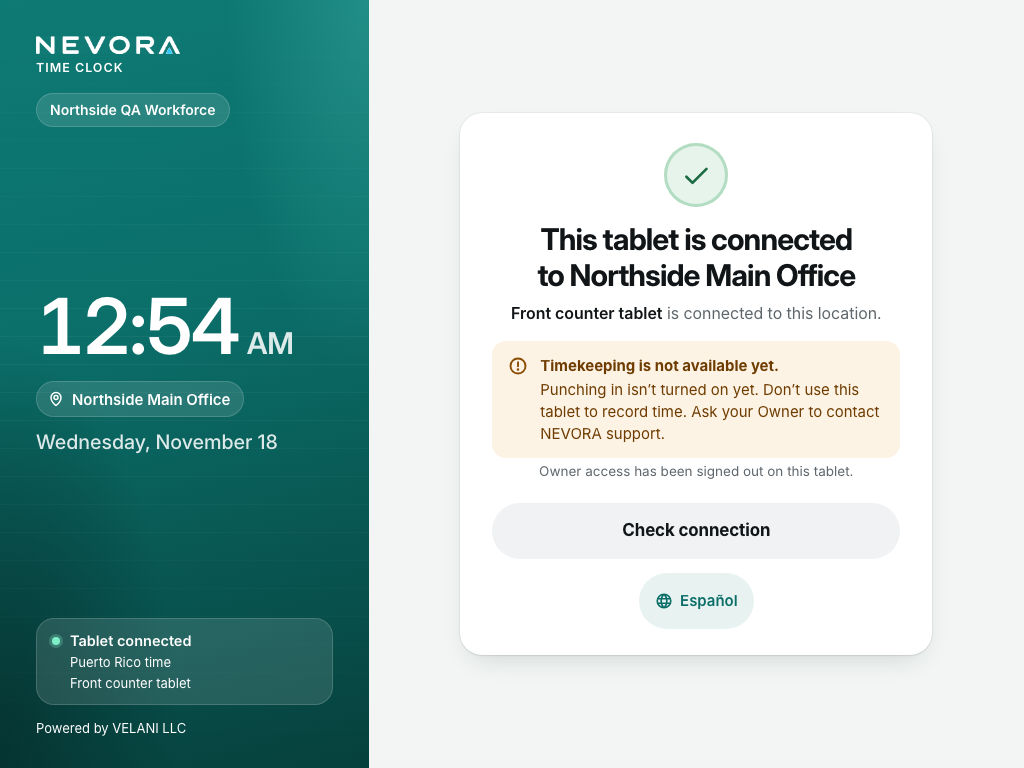 NEVORA
TIME CLOCK
Northside QA Workforce
12:54 AM
Northside Main Office
Wednesday, November 18
Tablet connected
Puerto Rico time
Front counter tablet
Powered by VELANI LLC
This tablet is connected
to Northside Main Office
Front counter tablet is connected to this location.
Timekeeping is not available yet.
Punching in isn’t turned on yet. Don’t use this
tablet to record time. Ask your Owner to contact
NEVORA support.
Owner access has been signed out on this tablet.
Check connection
Español